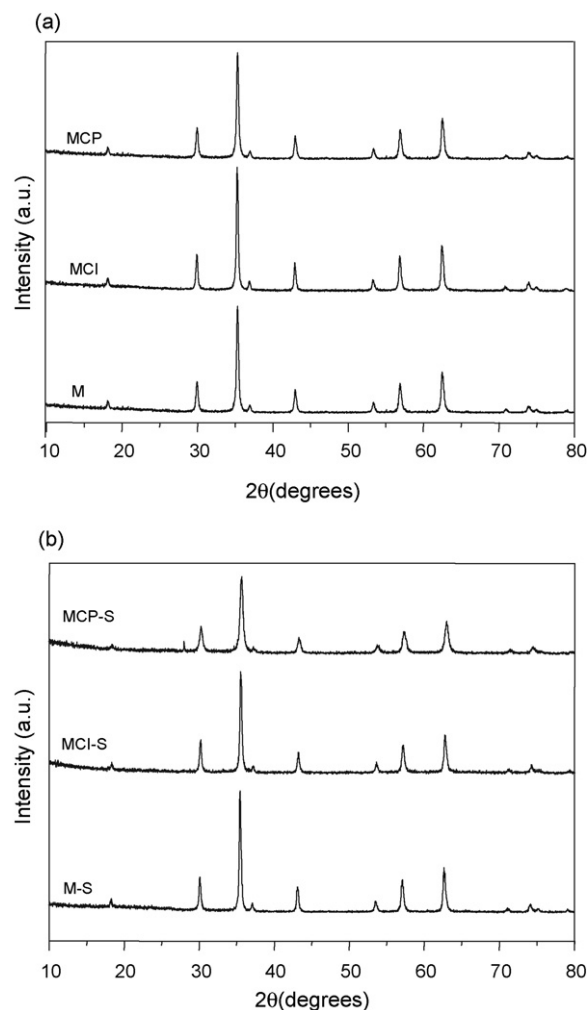 (a)
MCP
MCI
M
Intensity (a.u.)
10 20 30 40 50 60 70 80
2θ(degrees)
(b)
MCP-S
MCI-S
M-S
Intensity (a.u.)
10 20 30 40 50 60 70 80
2θ(degrees)